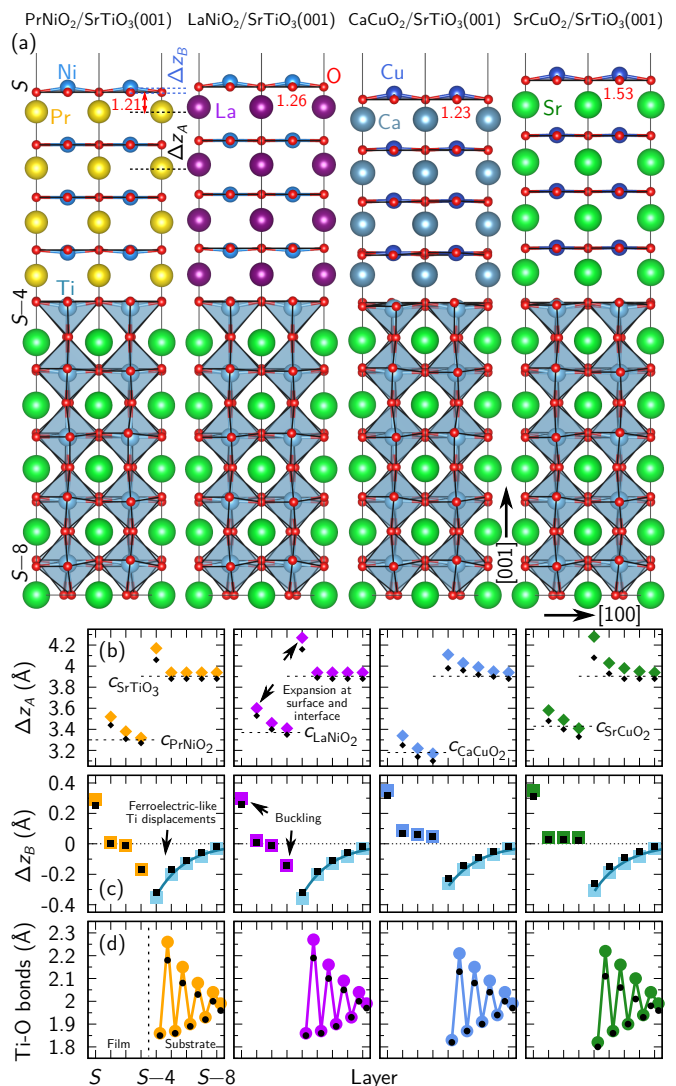 PrNiO2/SrTiO3(001) LaNiO2/SrTiO3(001) CaCuO2/SrTiO3(001) SrCuO2/SrTiO3(001)
(a)
S
Ni
ΔzB
O
Cu
1.21
1.26
1.23
1.53
Pr
La
Ca
Sr
ΔzA
Ti
S−4
S−8
[001]
[100]
(b)
ΔzA (Å)
4.2
4
3.8
3.6
3.4
3.2
cSrTiO3
cPrNiO2
Expansion at
surface and
interface
cLaNiO2
cCaCuO2
cSrCuO2
(c)
ΔzB (Å)
0.4
0.2
0
-0.2
-0.4
Ferroelectric-like
Ti displacements
Buckling
(d)
Ti-O bonds (Å)
2.3
2.2
2.1
2
1.9
1.8
Film
Substrate
S S−4 S−8
Layer